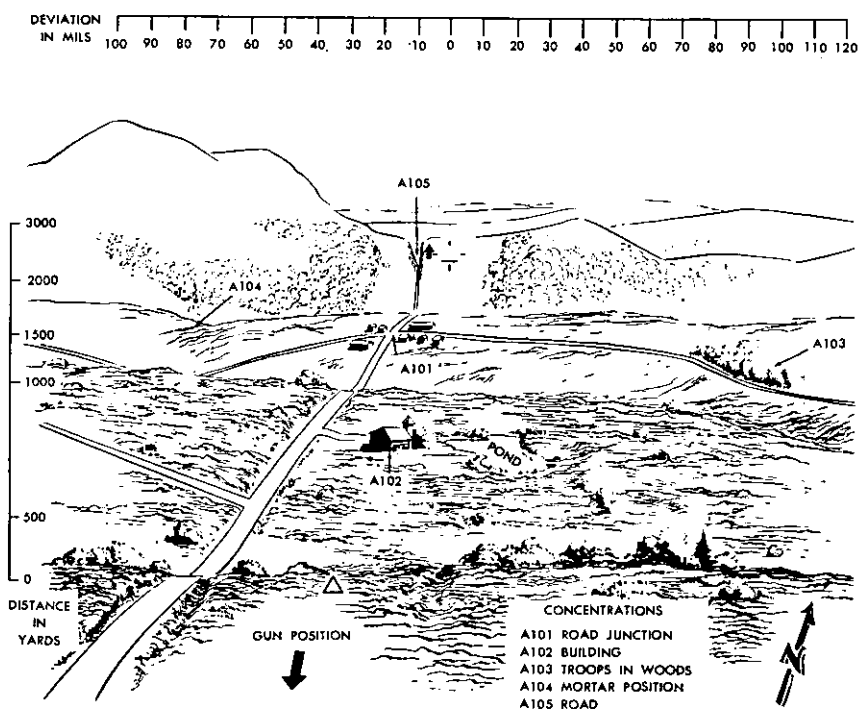 DEVIATION
IN MILS
100 90 80 70 60 50 40 30 20 -10 0 10 20 30 40 50 60 70 80 90 100 110 120
A105
3000
2000
A104
1500
A103
A101
1000
POND
A102
500
0
DISTANCE
IN
YARDS
GUN POSITION
CONCENTRATIONS
A101 ROAD JUNCTION
A102 BUILDING
A103 TROOPS IN WOODS
A104 MORTAR POSITION
A105 ROAD
N